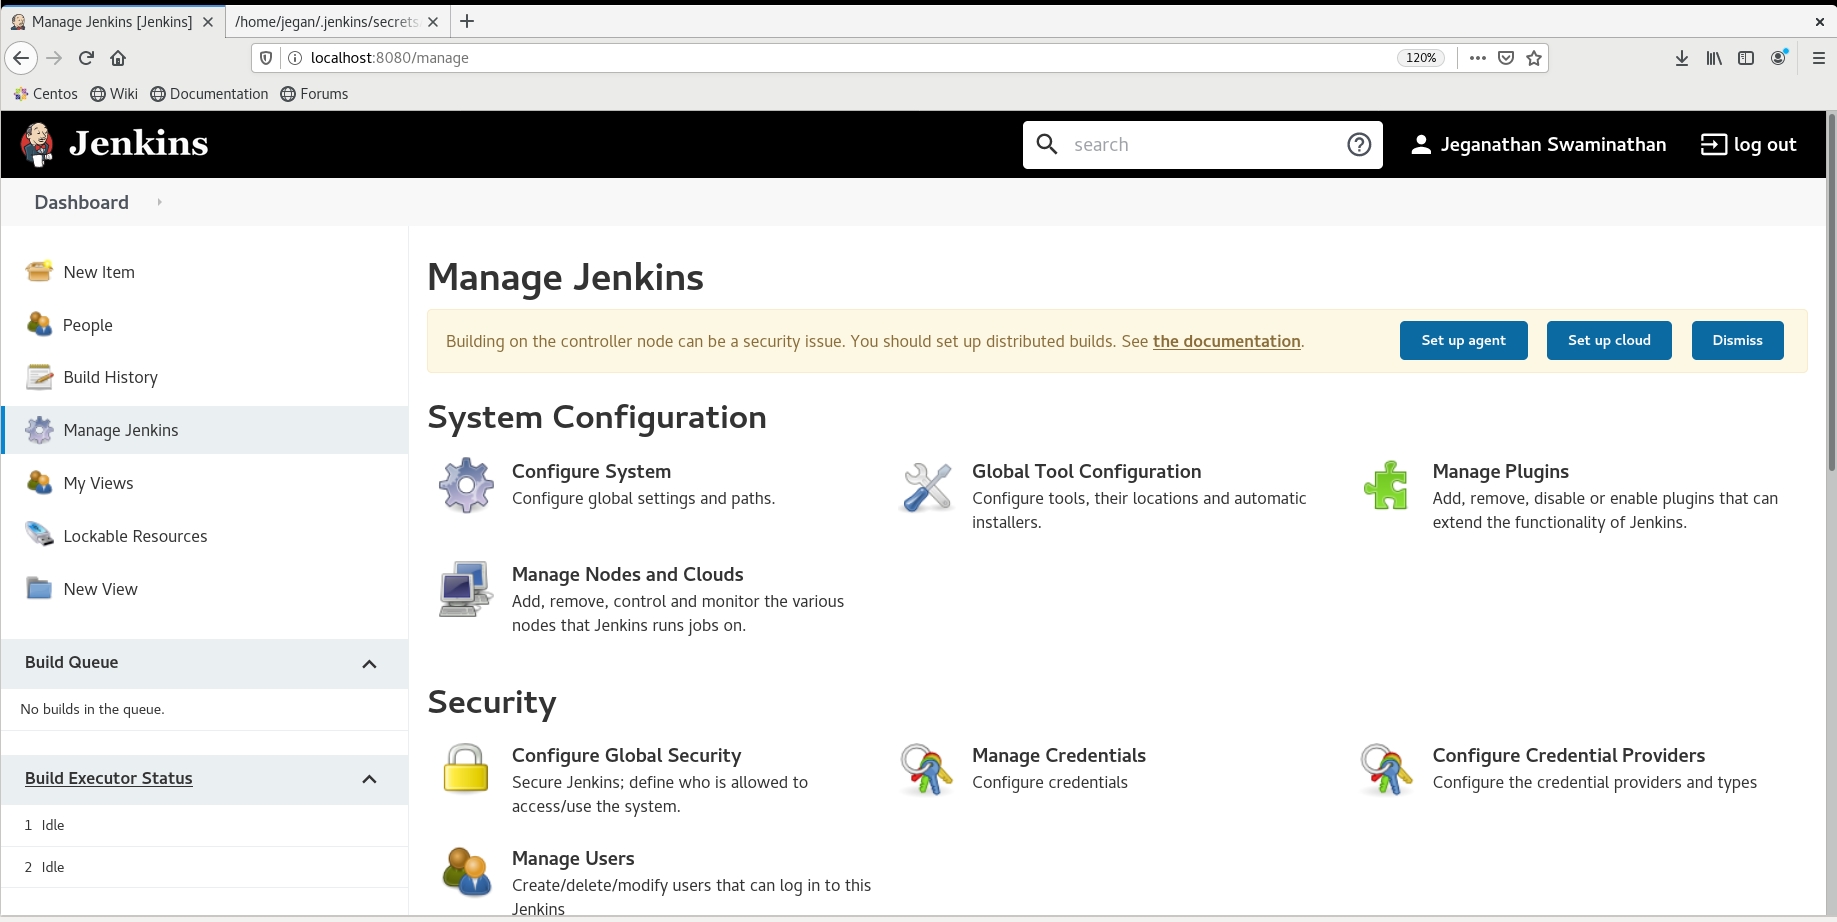 Manage Jenkins [Jenkins]
/home/jegan/.jenkins/secrets
localhost:8080/manage
120%
Centos
Wiki
Documentation
Forums
Jenkins
search
Jeganathan Swaminathan
log out
Dashboard
New Item
People
Build History
Manage Jenkins
My Views
Lockable Resources
New View
Build Queue
No builds in the queue.
Build Executor Status
1 Idle
2 Idle
Manage Jenkins
Building on the controller node can be a security issue. You should set up distributed builds. See the documentation.
Set up agent
Set up cloud
Dismiss
System Configuration
Configure System
Configure global settings and paths.
Global Tool Configuration
Configure tools, their locations and automatic
installers.
Manage Plugins
Add, remove, disable or enable plugins that can
extend the functionality of Jenkins.
Manage Nodes and Clouds
Add, remove, control and monitor the various
nodes that Jenkins runs jobs on.
Security
Configure Global Security
Secure Jenkins; define who is allowed to
access/use the system.
Manage Credentials
Configure credentials
Configure Credential Providers
Configure the credential providers and types
Manage Users
Create/delete/modify users that can log in to this
Jenkins